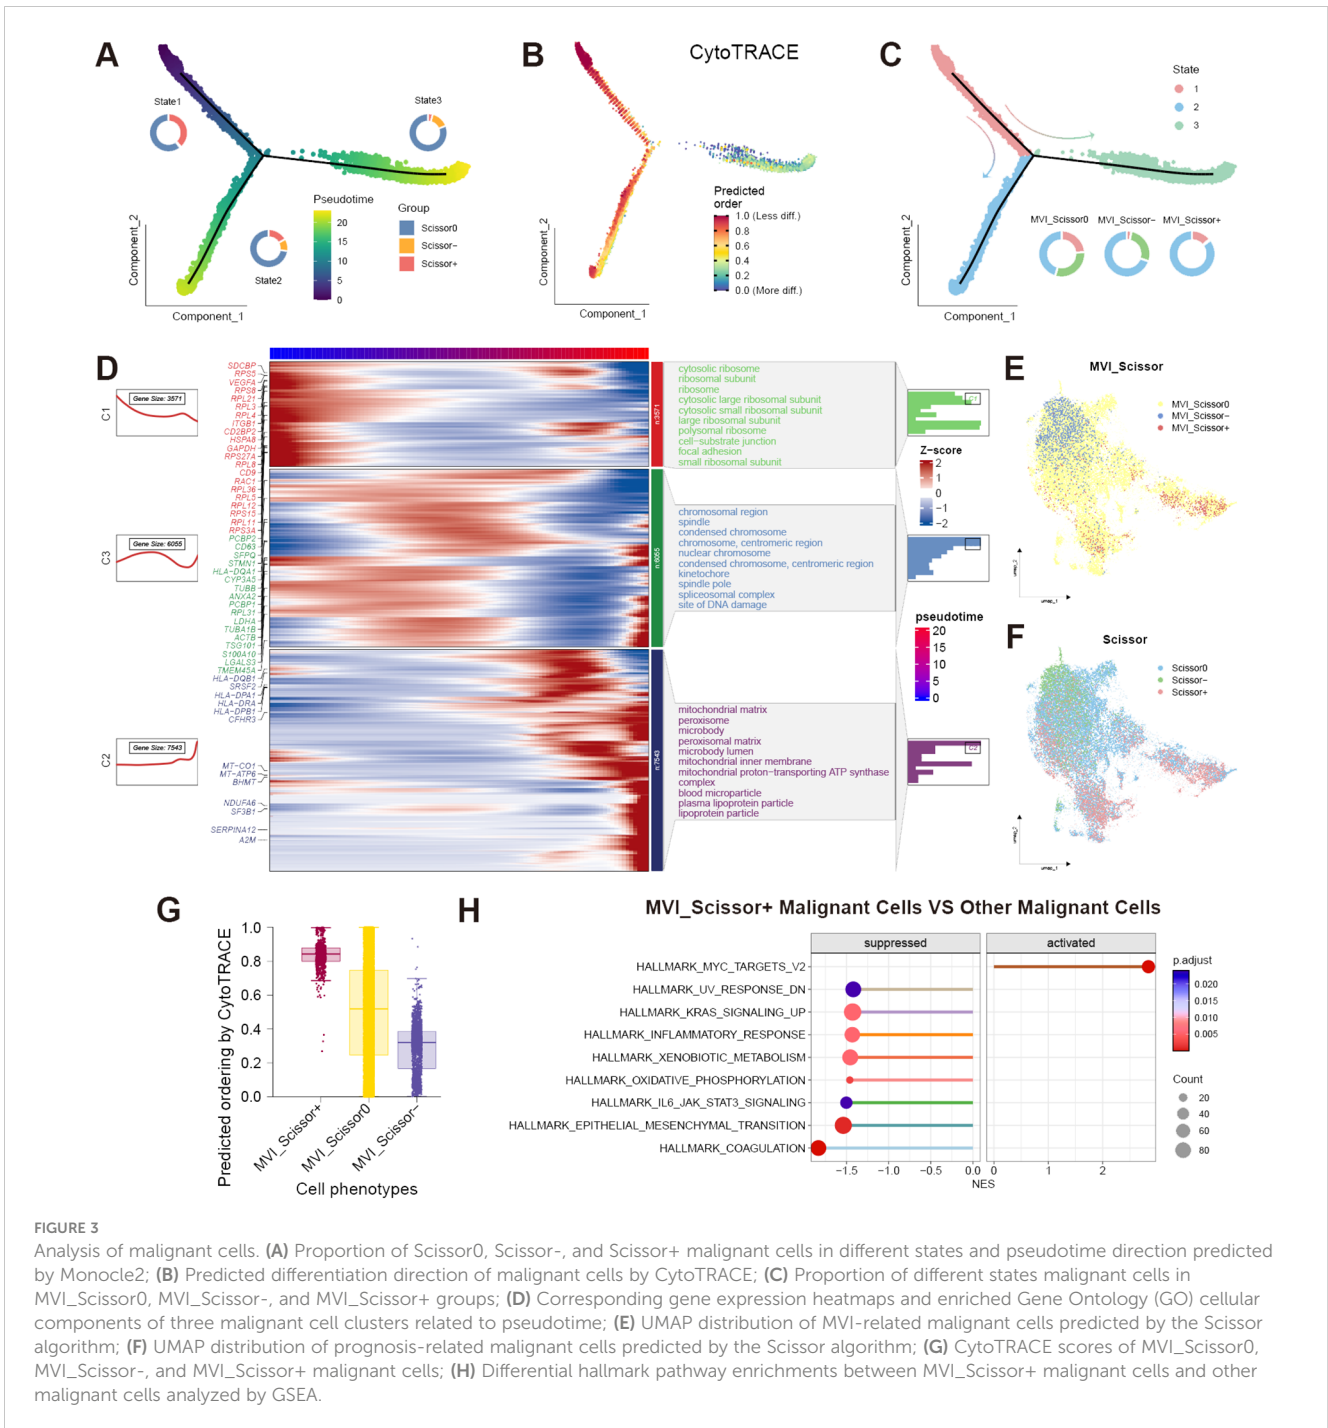 A
State1
State3
State2
Pseudotime
20
15
10
5
0
Group
Scissor0
Scissor−
Scissor+
Component_2
Component_1
B
CytoTRACE
Predicted
order
1.0 (Less diff.)
0.8
0.6
0.4
0.2
0.0 (More diff.)
Component_2
Component_1
C
State
1
2
3
MVI_Scissor0
MVI_Scissor−
MVI_Scissor+
Component_2
Component_1
D
C1
Gene Size: 3571
C3
Gene Size: 6055
C2
Gene Size: 7543
SDCBP
RPS5
VEGFA
RPS8
RPL21
RPL3
RPL4
ITGB1
CD2BP2
HSPA8
GAPDH
RPS27A
RPL8
CD9
RAC1
RPL36
RPL5
RPL12
RPS15
RPL11
RPS3A
PCBP2
CD63
SFPQ
STMN1
HLA−DQA1
CYP3A5
TUBB
ANXA2
PCBP1
RPL31
LDHA
TUBA1B
ACTB
TSG101
S100A10
LGALS3
TMEM45A
HLA−DQB1
SRSF2
HLA−DPA1
HLA−DRA
HLA−DPB1
CFHR3
MT−CO1
MT−ATP6
BHMT
NDUFA6
SF3B1
SERPINA12
A2M
n:3571
n:6055
n:7543
cytosolic ribosome
ribosomal subunit
ribosome
cytosolic large ribosomal subunit
cytosolic small ribosomal subunit
large ribosomal subunit
polysomal ribosome
cell−substrate junction
focal adhesion
small ribosomal subunit
chromosomal region
spindle
condensed chromosome
chromosome, centromeric region
nuclear chromosome
condensed chromosome, centromeric region
kinetochore
spindle pole
spliceosomal complex
site of DNA damage
mitochondrial matrix
peroxisome
microbody
peroxisomal matrix
microbody lumen
mitochondrial inner membrane
mitochondrial proton−transporting ATP synthase
complex
blood microparticle
plasma lipoprotein particle
lipoprotein particle
C1
C2
Z−score
2
1
0
−1
−2
pseudotime
20
15
10
5
0
E
MVI_Scissor
MVI_Scissor0
MVI_Scissor−
MVI_Scissor+
umap_1
F
Scissor
Scissor0
Scissor−
Scissor+
umap_1
G
Predicted ordering by CytoTRACE
1.0
0.8
0.6
0.4
0.2
0.0
MVI_Scissor+
MVI_Scissor0
MVI_Scissor−
Cell phenotypes
H
MVI_Scissor+ Malignant Cells VS Other Malignant Cells
suppressed
activated
HALLMARK_MYC_TARGETS_V2
HALLMARK_UV_RESPONSE_DN
HALLMARK_KRAS_SIGNALING_UP
HALLMARK_INFLAMMATORY_RESPONSE
HALLMARK_XENOBIOTIC_METABOLISM
HALLMARK_OXIDATIVE_PHOSPHORYLATION
HALLMARK_IL6_JAK_STAT3_SIGNALING
HALLMARK_EPITHELIAL_MESENCHYMAL_TRANSITION
HALLMARK_COAGULATION
−1.5 −1.0 −0.5 0.0 0 1 2
NES
p.adjust
0.020
0.015
0.010
0.005
Count
20
40
60
80
FIGURE 3
Analysis of malignant cells. (A) Proportion of Scissor0, Scissor-, and Scissor+ malignant cells in different states and pseudotime direction predicted
by Monocle2; (B) Predicted differentiation direction of malignant cells by CytoTRACE; (C) Proportion of different states malignant cells in
MVI_Scissor0, MVI_Scissor-, and MVI_Scissor+ groups; (D) Corresponding gene expression heatmaps and enriched Gene Ontology (GO) cellular
components of three malignant cell clusters related to pseudotime; (E) UMAP distribution of MVI-related malignant cells predicted by the Scissor
algorithm; (F) UMAP distribution of prognosis-related malignant cells predicted by the Scissor algorithm; (G) CytoTRACE scores of MVI_Scissor0,
MVI_Scissor-, and MVI_Scissor+ malignant cells; (H) Differential hallmark pathway enrichments between MVI_Scissor+ malignant cells and other
malignant cells analyzed by GSEA.